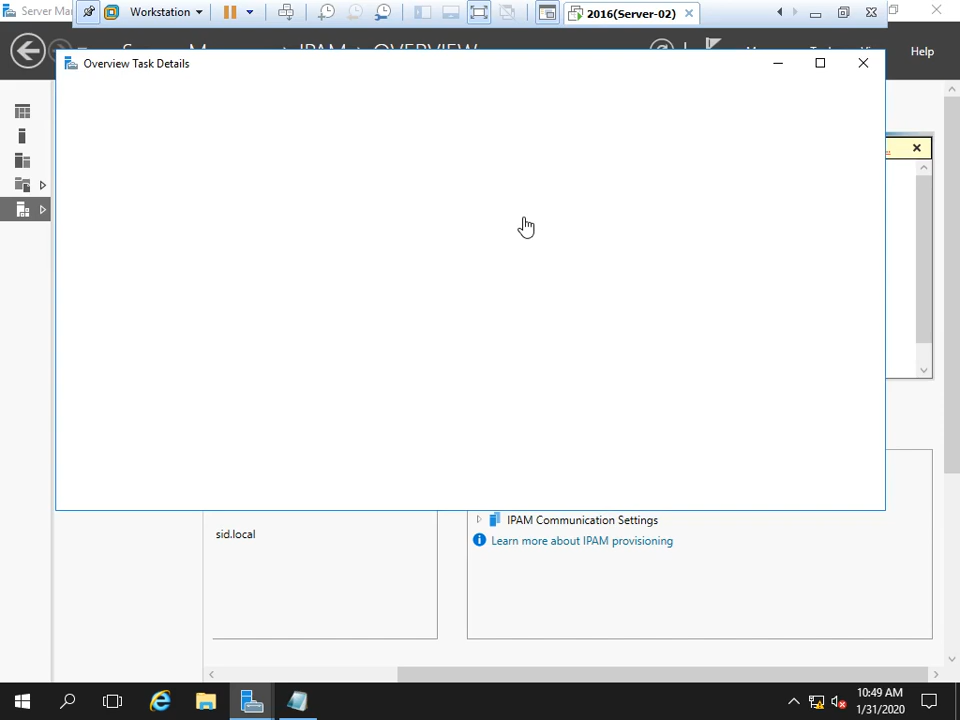 Server Ma
Workstation
2016(Server-02)
Help
Overview Task Details
sid.local
IPAM Communication Settings
Learn more about IPAM provisioning
10:49 AM
1/31/2020